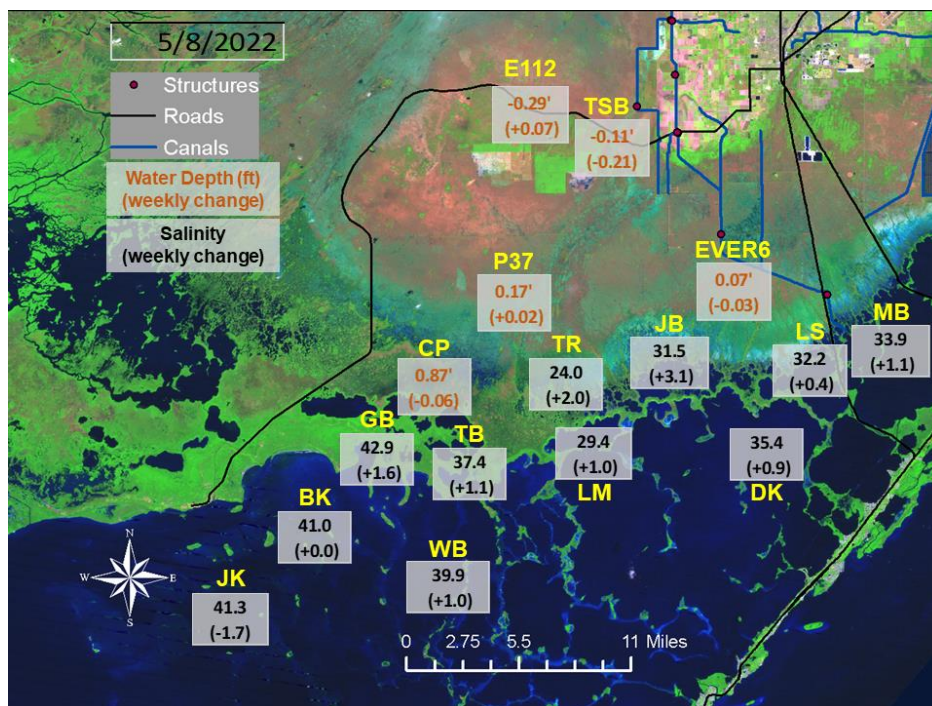 5/8/2022
Structures
Roads
Canals
Water Depth (ft)
(weekly change)
Salinity
(weekly change)
E112
-0.29'
(+0.07)
TSB
-0.11'
(-0.21)
P37
0.17'
(+0.02)
EVER6
0.07'
(-0.03)
CP
0.87'
(-0.06)
TR
24.0
(+2.0)
JB
31.5
(+3.1)
LS
32.2
(+0.4)
MB
33.9
(+1.1)
GB
42.9
(+1.6)
TB
37.4
(+1.1)
29.4
(+1.0)
LM
35.4
(+0.9)
DK
BK
41.0
(+0.0)
WB
39.9
(+1.0)
JK
41.3
(-1.7)
N
W E
S
0 2.75 5.5 11 Miles